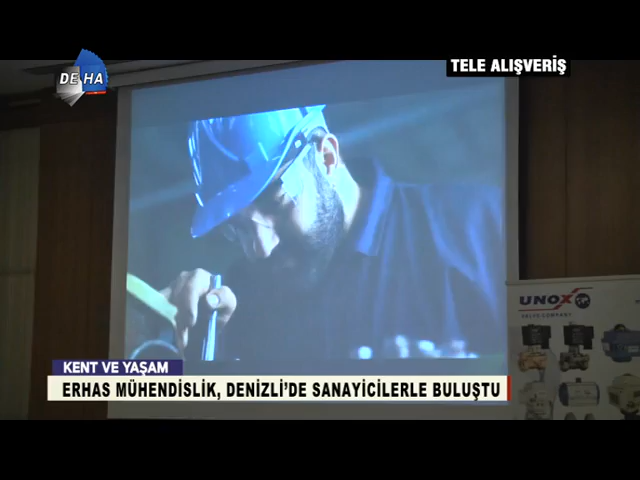 DEHA
TELE ALIŞVERİŞ
UNOX
VALVE COMPANY
KENT VE YAŞAM
ERHAS MÜHENDİSLİK, DENİZLİ'DE SANAYİCİLERLE BULUŞTU